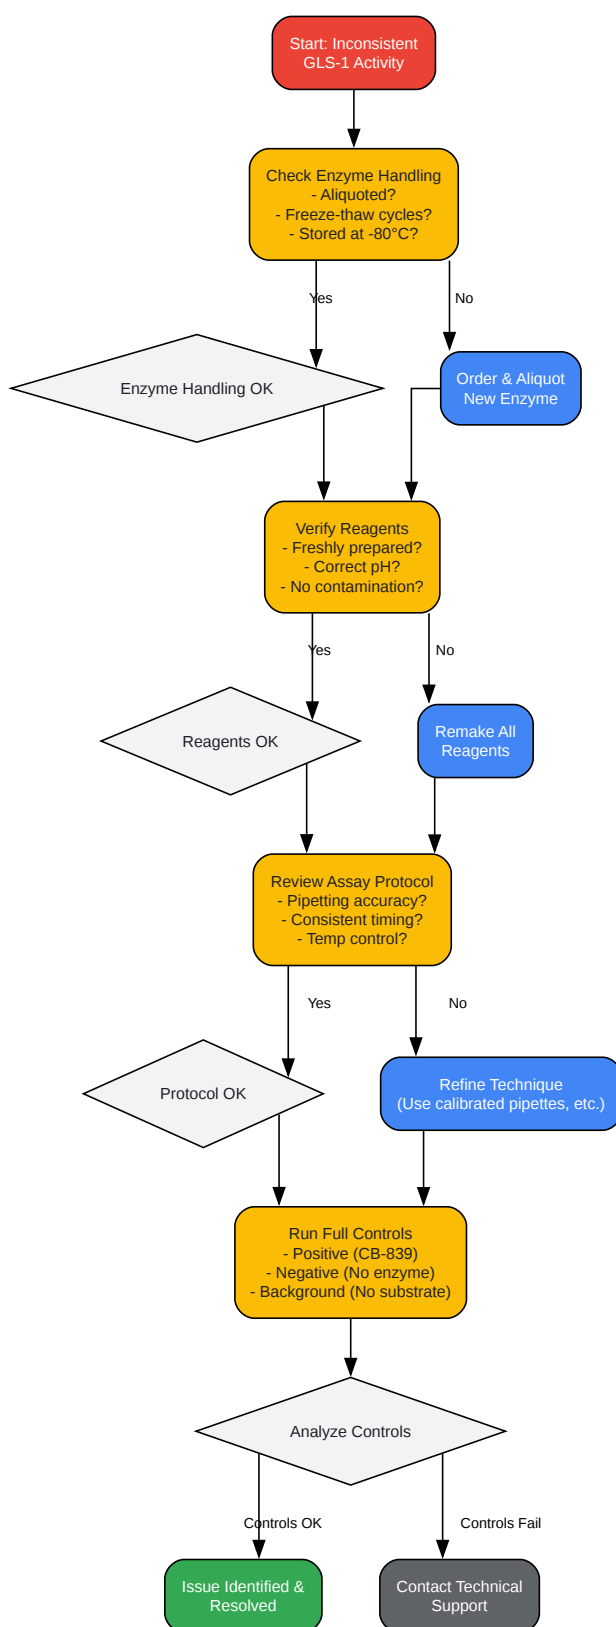 Start: Inconsistent
GLS-1 Activity
Check Enzyme Handling
- Aliquoted?
- Freeze-thaw cycles?
- Stored at -80°C?
Yes
No
Enzyme Handling OK
Order & Aliquot
New Enzyme
Verify Reagents
- Freshly prepared?
- Correct pH?
- No contamination?
Yes
No
Reagents OK
Remake All
Reagents
Review Assay Protocol
- Pipetting accuracy?
- Consistent timing?
- Temp control?
Yes
No
Protocol OK
Refine Technique
(Use calibrated pipettes, etc.)
Run Full Controls
- Positive (CB-839)
- Negative (No enzyme)
- Background (No substrate)
Analyze Controls
Controls OK
Controls Fail
Issue Identified &
Resolved
Contact Technical
Support